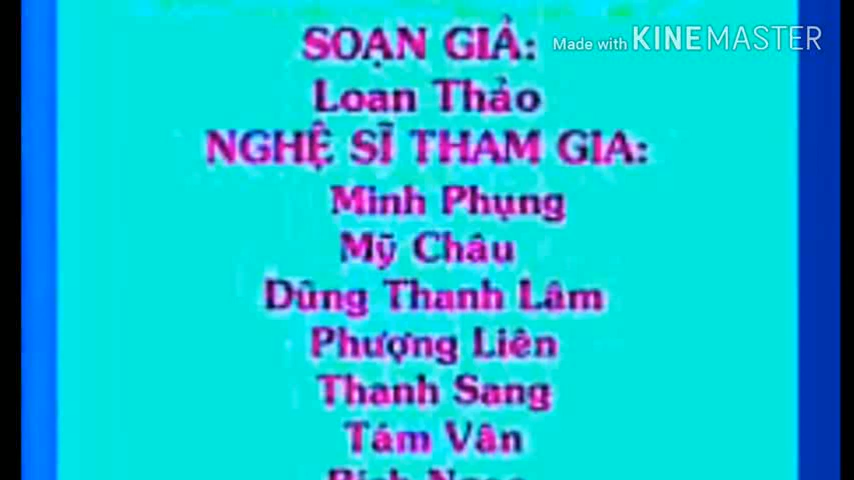 SOẠN GIẢ:
Made with KINEMASTER
Loan Thảo
NGHỆ SĨ THAM GIA:
Minh Phụng
Mỹ Châu
Dũng Thanh Lâm
Phượng Liên
Thanh Sang
Tám Vân